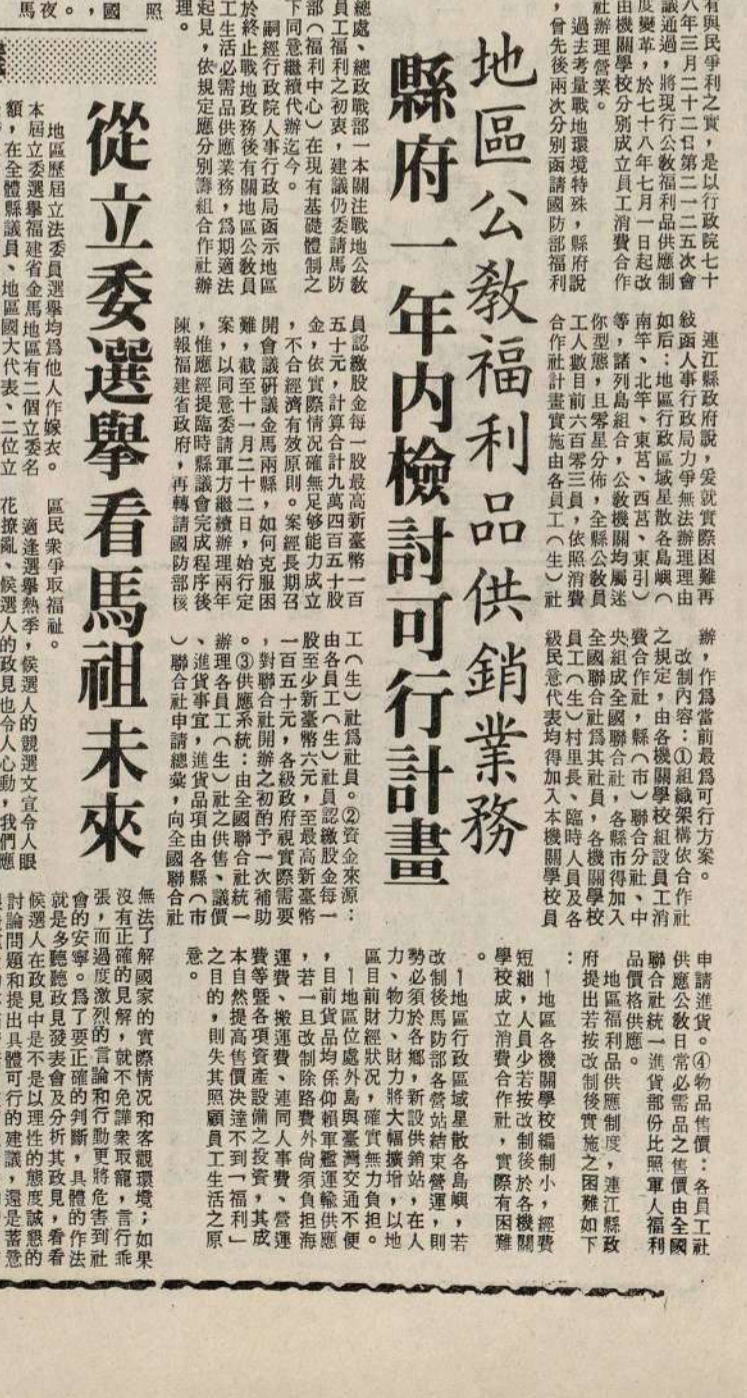 地區公教福利品供銷業務
縣府一年內檢討可行計畫
有與民爭利之實，是以行政院七十
八年三月二十二日第二一二五次會
議通過，將現行公教福利品供應制
度變革，於七十八年七月一日起改
由機關學校分別成立員工消費合作
社辦理營業。
過去考量戰地環境特殊，縣府說
，曾先後兩次分別函請國防部福利
總處、總政戰部一本關注戰地公教
員工福利之初衷，建議仍委請馬防
部（福利中心）在現有基礎體制之
下同意繼續代辦迄今。
嗣經行政院人事行政局函示地區
於終止戰地政務後有關地區公教員
工生活必需品供應業務，為期適法
起見，依規定應分別籌組合作社辦
理。
連江縣政府說，爰就實際困難再
敍函人事行政局力爭無法辦理理由
如后：地區行政區域星散各島嶼（
南竿、北竿、東莒、西莒、東引）
等，諸列島組合，公教機關均屬迷
你型態，且零星分佈，全縣公教員
工人數目前六百零三員，依照消費
合作社計畫實施由各員工（生）社
員認繳股金每一股最高新臺幣一百
五十元，計算合計九萬四百五十股
金，依實際情況確無足够能力成立
，不合經濟有效原則。案經長期召
開會議研議金馬兩縣，如何克服困
難，截至十一月二十二日，始行定
案，以同意委請軍方繼續辦理兩年
，惟應經提臨時縣議會完成程序後
陳報福建省政府，再轉請國防部核
辦，作為當前最為可行方案。
改制內容：①組織架構依合作社
之規定，由各機關學校組設員工消
費合作社，縣（市）聯合分社、中
央組成全國聯合社，各縣市得加入
全國聯合社為其社員，各機關學校
員工（生）村里長、臨時人員及各
級民意代表均得加入本機關學校員
工（生）社為社員。②資金來源：
由各員工（生）社員認繳股金每一
股至少新臺幣六元，至最高新臺幣
一百五十元，各級政府視實際需要
，對聯合社開辦之初酌予一次補助
。③供應系統：由全國聯合社統一
辦理各員工（生）社之供售、議價
、進貨事宜，進貨品項由各縣（市
）聯合社申請總彙，向全國聯合社
申請進貨。④物品售價：各員工社
供應公教日常必需品之售價由全國
聯合社統一進貨部份比照軍人福利
品價格供應。
地區福利品供應制度，連江縣政
府提出若按改制後實施之困難如下
：
－地區各機關學校編制小，經費
短絀，人員少若按改制後於各機關
學校成立消費合作社，實際有困難
。
－地區行政區域星散各島嶼，若
改制後馬防部各營站結束營運，則
勢必須於各鄉，新設供銷站，在人
力、物力、財力將大幅擴增，以地
區目前財經狀況，確實無力負担。
－地區位處外島與臺灣交通不便
，目前貨品均係仰賴軍艦運輸供應
，若一旦改制除路費外尚須負担海
運費、搬運費、連同人事費、營運
費等暨各項資產設備之投資，其成
本自然提高售價決達不到「福利」
之目的，則失其照顧員工生活之原
意。
照
，國
。
馬夜
從立委選舉看馬祖未來
地區歷屆立法委員選舉均為他人作嫁衣。
本屆立委選舉福建省金馬地區有二個立委名
額，在全體縣議員、地區國大代表、二位立
區民衆爭取福祉。
適逢選舉熱季，候選人的競選文宣令人眼
花撩亂、候選人的政見也令人心動，我們應
無法了解國家的實際情況和客觀環境；如果
沒有正確的見解，就不免譁衆取寵，言行乖
張，而過度激烈的言論和行動更將危害到社
會的安寧。為了要正確的判斷，具體的作法
就是多聽聽政見發表會及分析其政見，看看
候選人在政見中是不是以理性的態度誠懇的
討論問題和提出具體可行的建議，還是蓄意